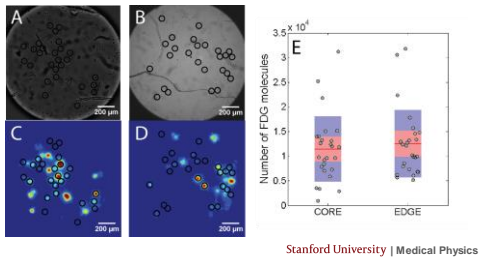 A
B
200 μm
200 μm
C
D
200 μm
200 μm
E
x 10⁴
3.5
3
2.5
2
1.5
1
0.5
0
Number of FDG molecules
CORE
EDGE
Stanford University | Medical Physics